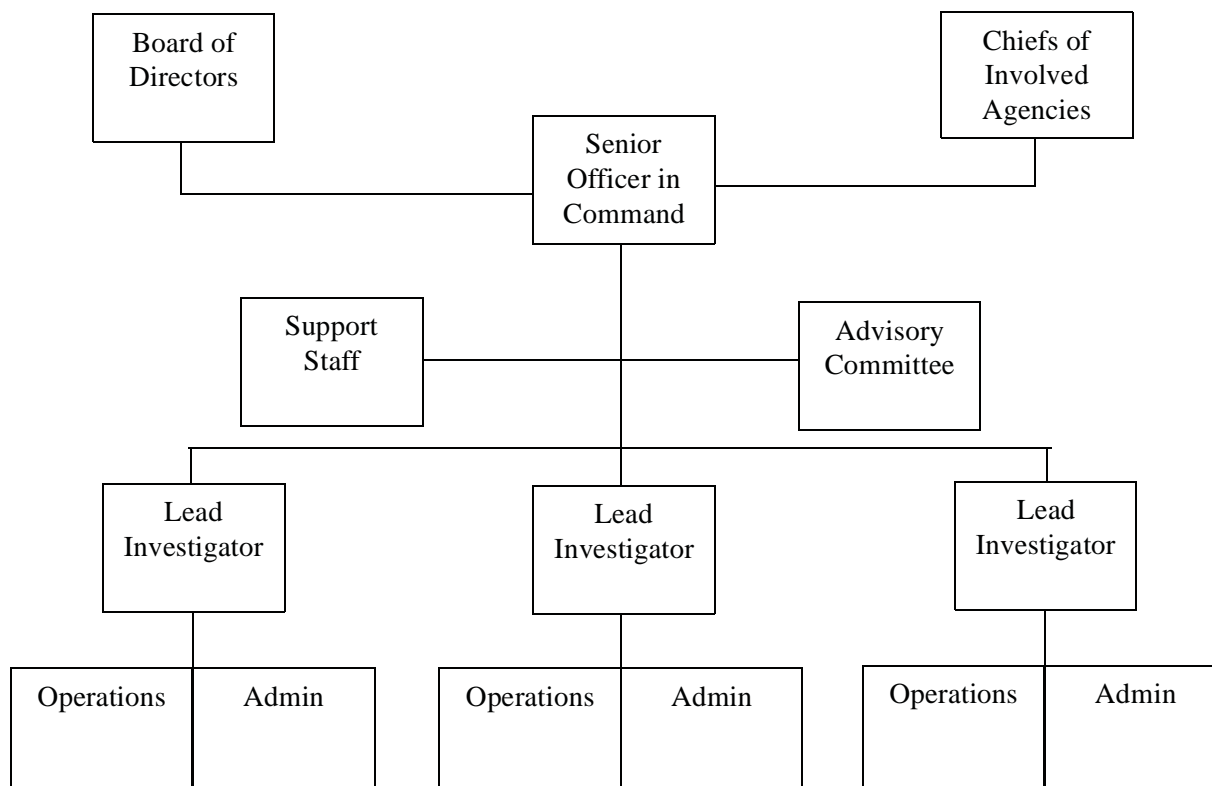 Board of
Directors
Chiefs of
Involved
Agencies
Senior
Officer in
Command
Support
Staff
Advisory
Committee
Lead
Investigator
Lead
Investigator
Lead
Investigator
Operations
Admin
Operations
Admin
Operations
Admin